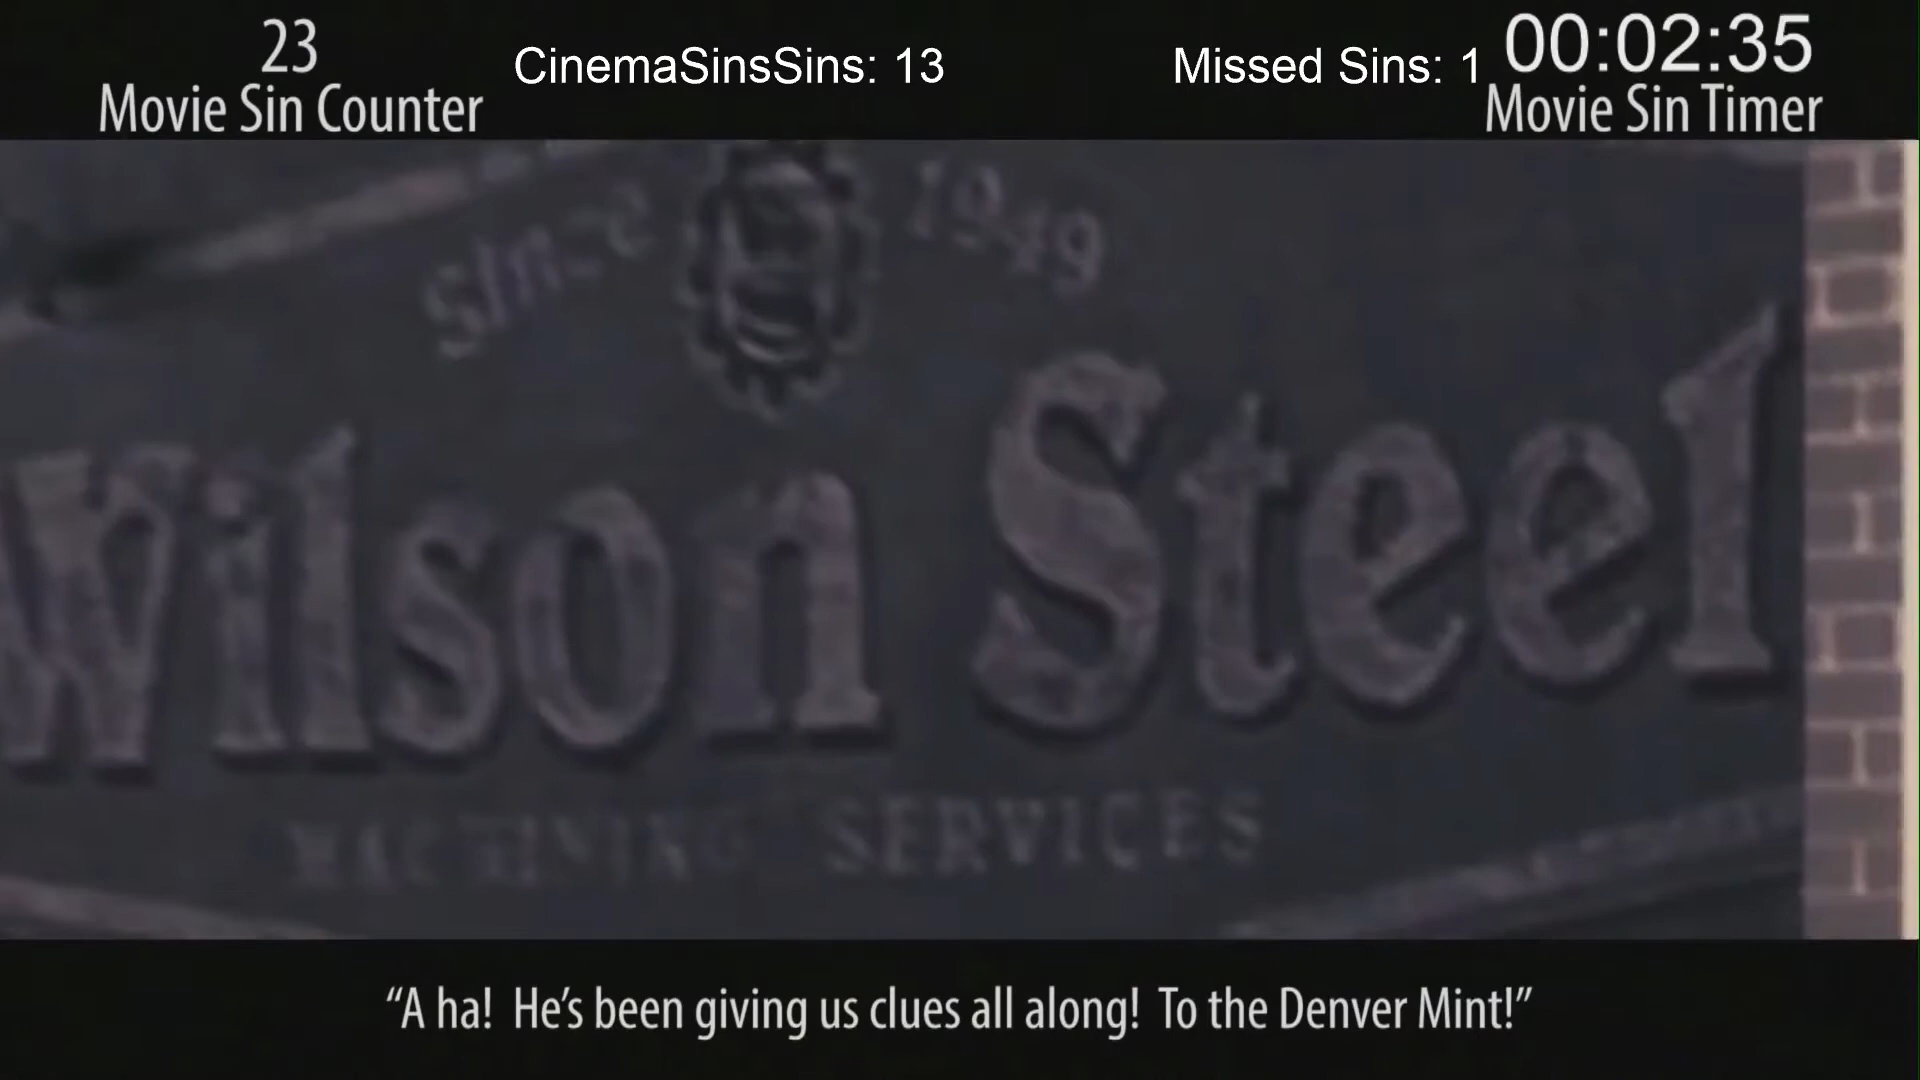 23
Movie Sin Counter
CinemaSinsSins: 13
Missed Sins: 1
00:02:35
Movie Sin Timer
Since 1949
Wilson Steel
MACHINING SERVICES
“A ha! He’s been giving us clues all along! To the Denver Mint!”